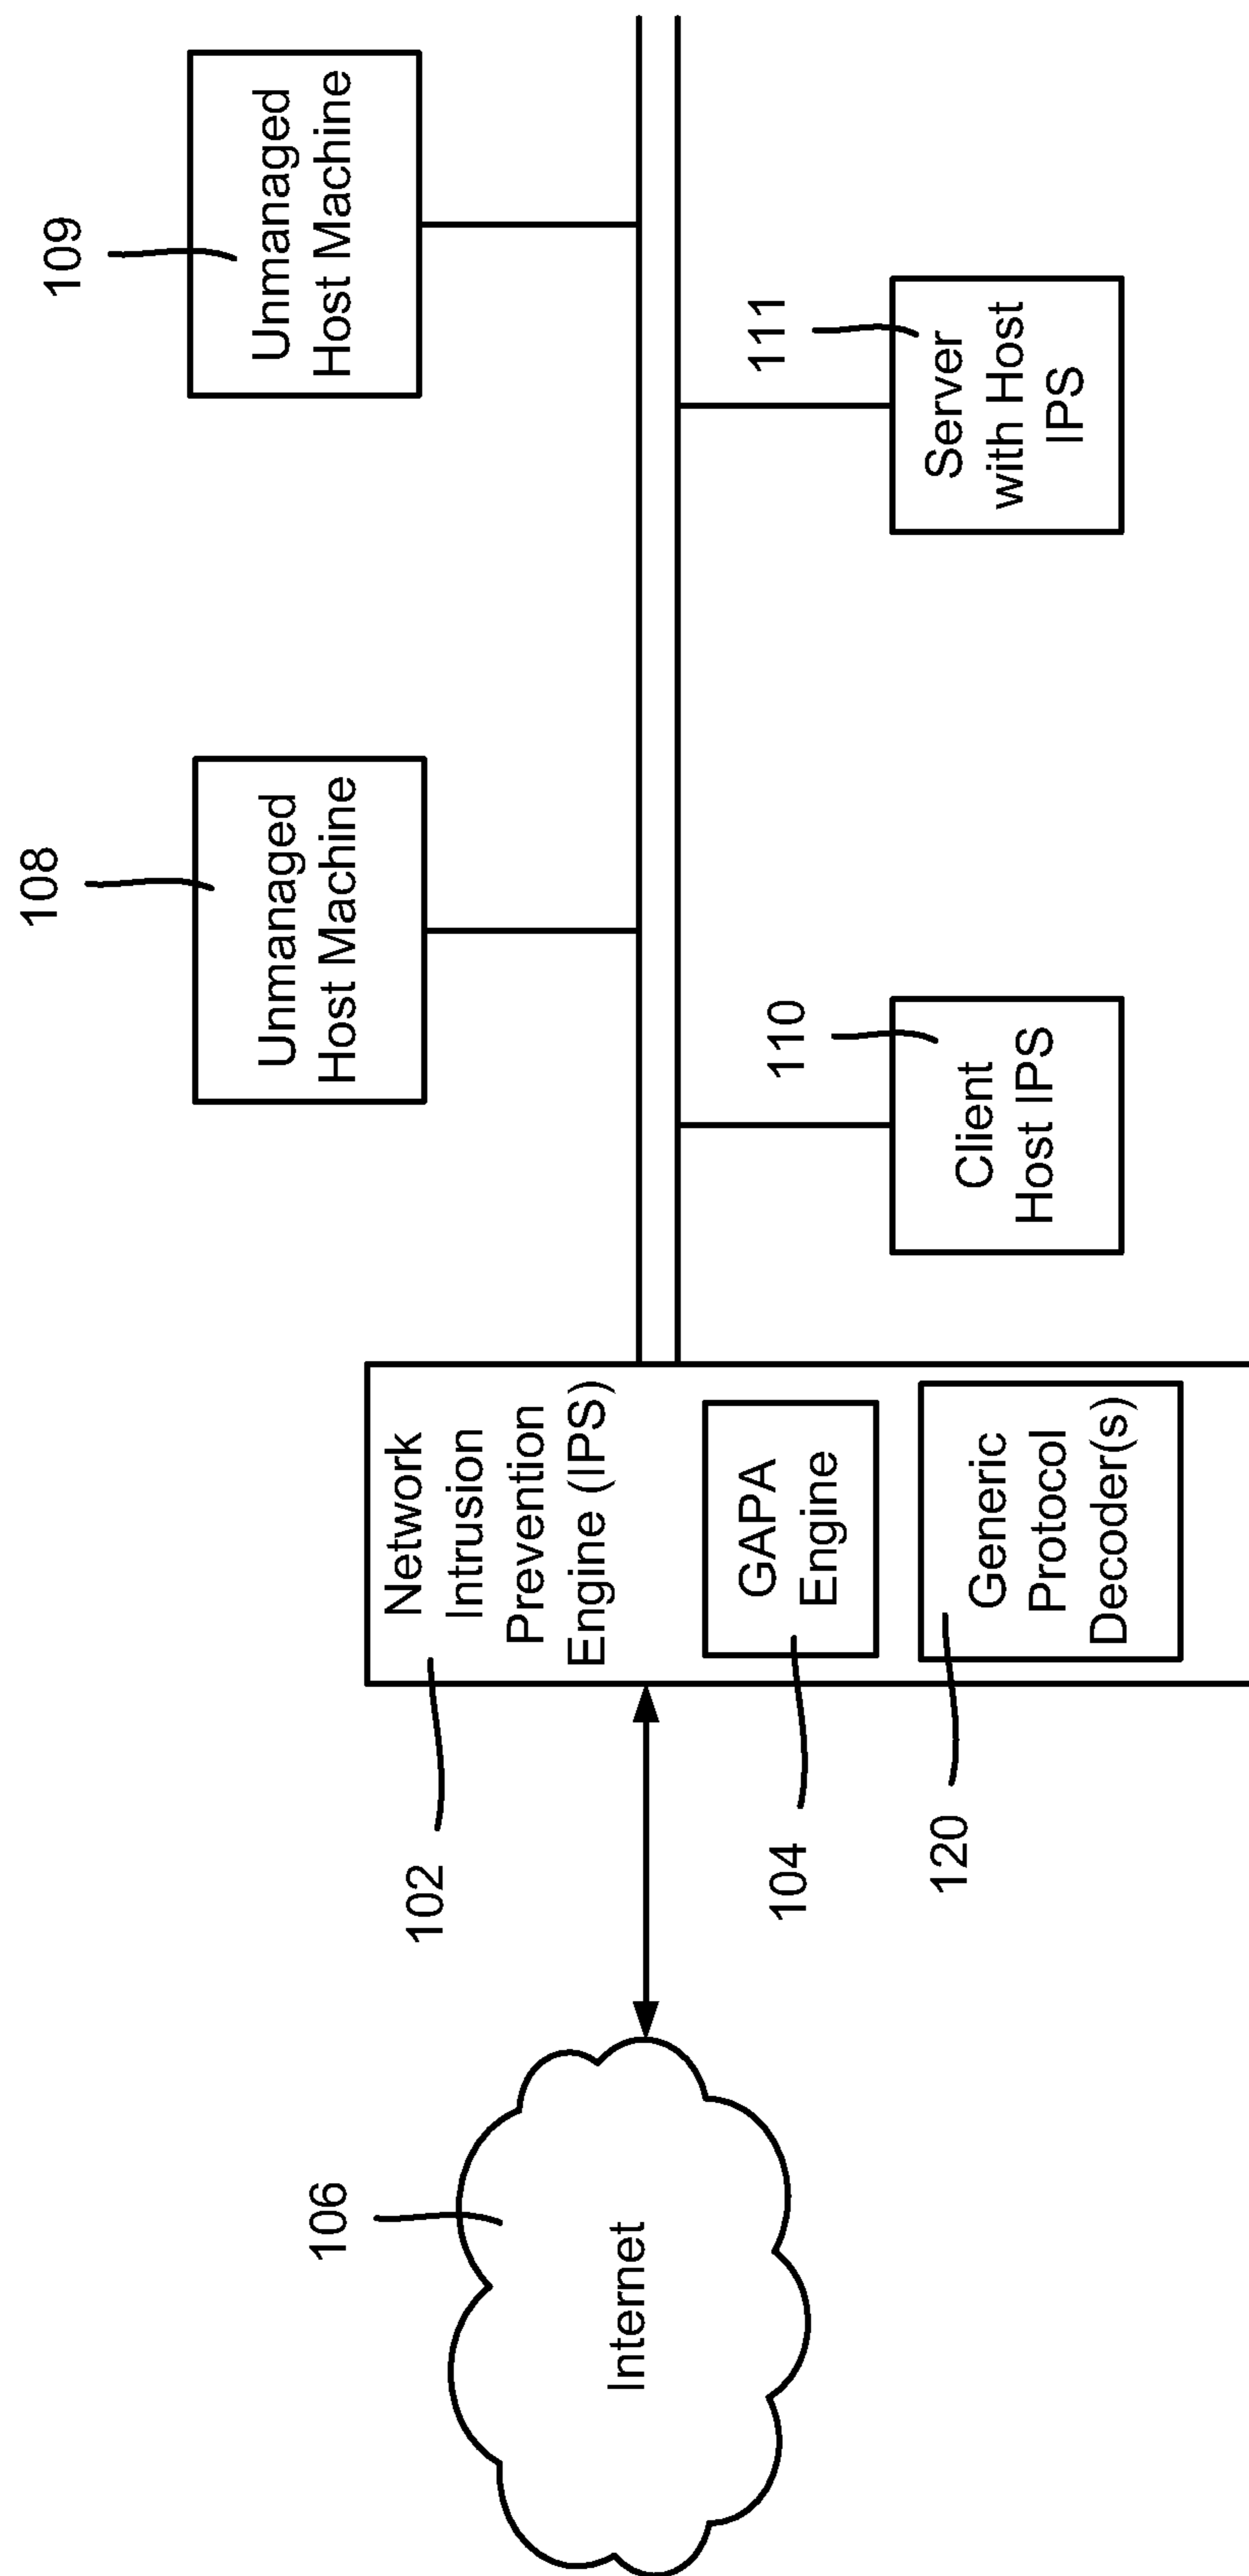 109
Unmanaged
Host Machine
108
Unmanaged
Host Machine
111
Server
with Host
IPS
110
Client
Host IPS
Network
Intrusion
Prevention
Engine (IPS)
GAPA
Engine
Generic
Protocol
Decoder(s)
102
104
120
106
Internet